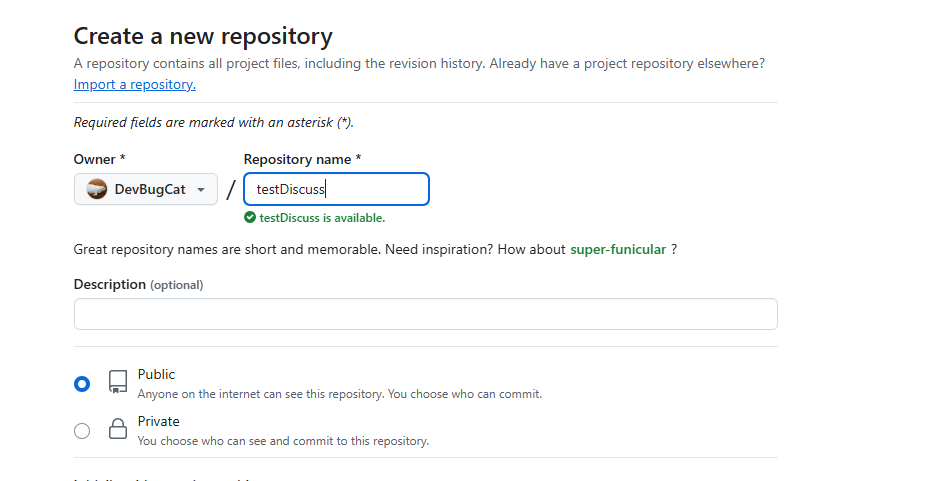 Create a new repository
A repository contains all project files, including the revision history. Already have a project repository elsewhere?
Import a repository.
Required fields are marked with an asterisk (*).
Owner * Repository name *
DevBugCat / testDiscuss
testDiscuss is available.
Great repository names are short and memorable. Need inspiration? How about super-funicular ?
Description (optional)
Public
Anyone on the internet can see this repository. You choose who can commit.
Private
You choose who can see and commit to this repository.